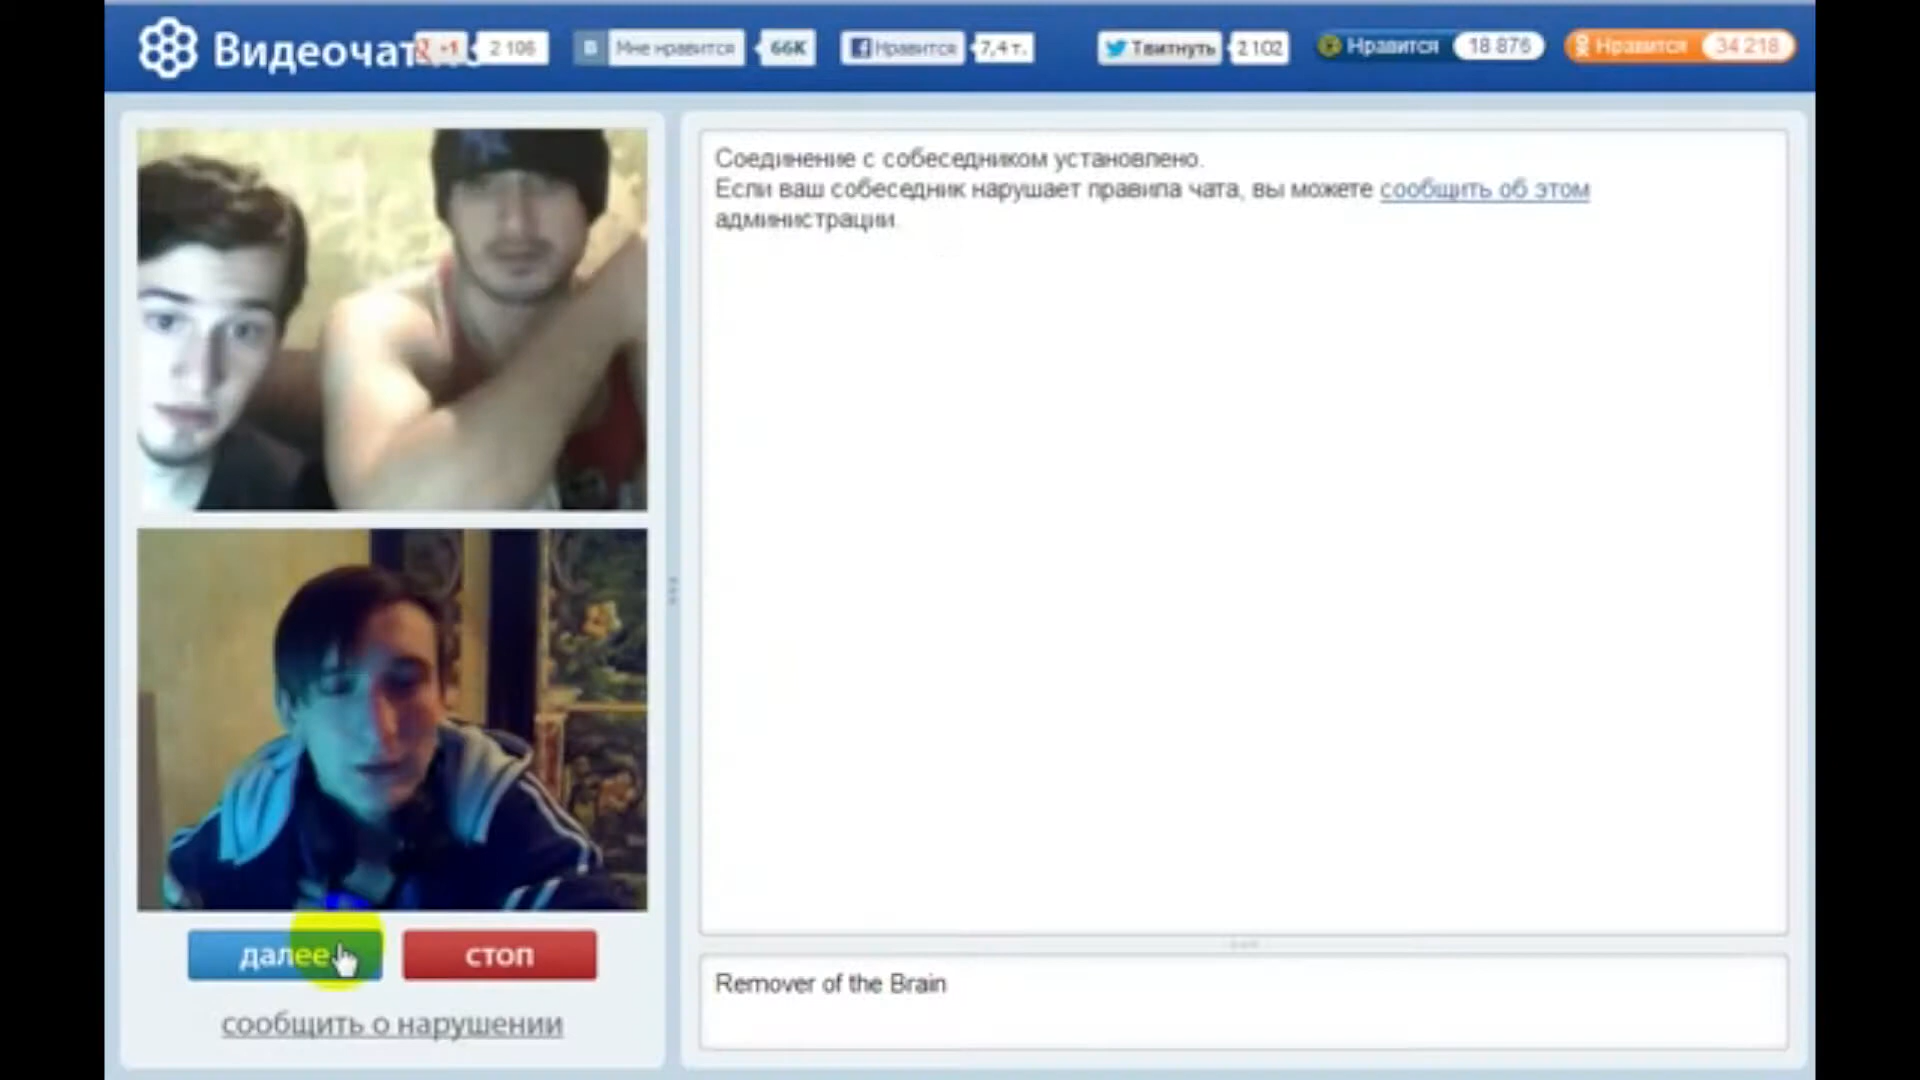 Видеочат
+1
2 106
В
Мне нравится
66K
Нравится
7,4 т.
Твитнуть
2 102
Нравится
18 876
Нравится
34 218
Соединение с собеседником установлено.
Если ваш собеседник нарушает правила чата, вы можете сообщить об этом
администрации.
далее
стоп
сообщить о нарушении
Remover of the Brain